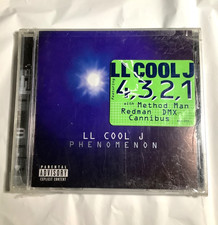 LL COOL J
4,3,2,1
with Method Man
Redman DMX
Cannibus
LL COOL J
PHENOMENON
PARENTAL
ADVISORY
EXPLICIT CONTENT